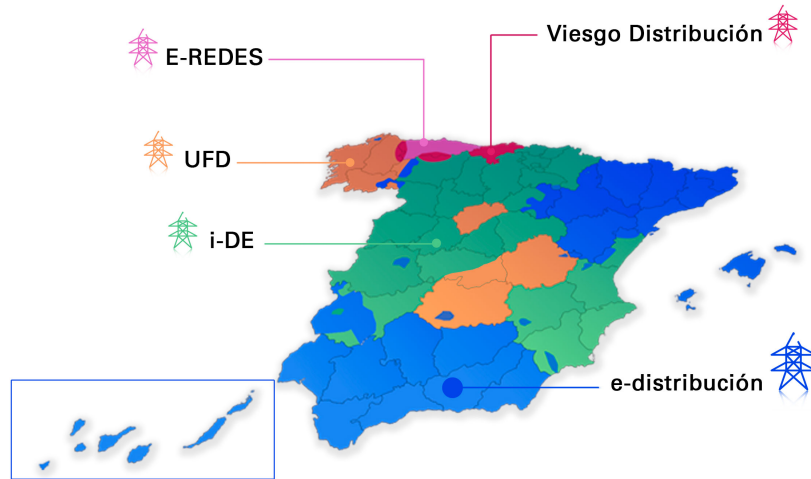 Viesgo Distribución
E-REDES
UFD
i-DE
e-distribución